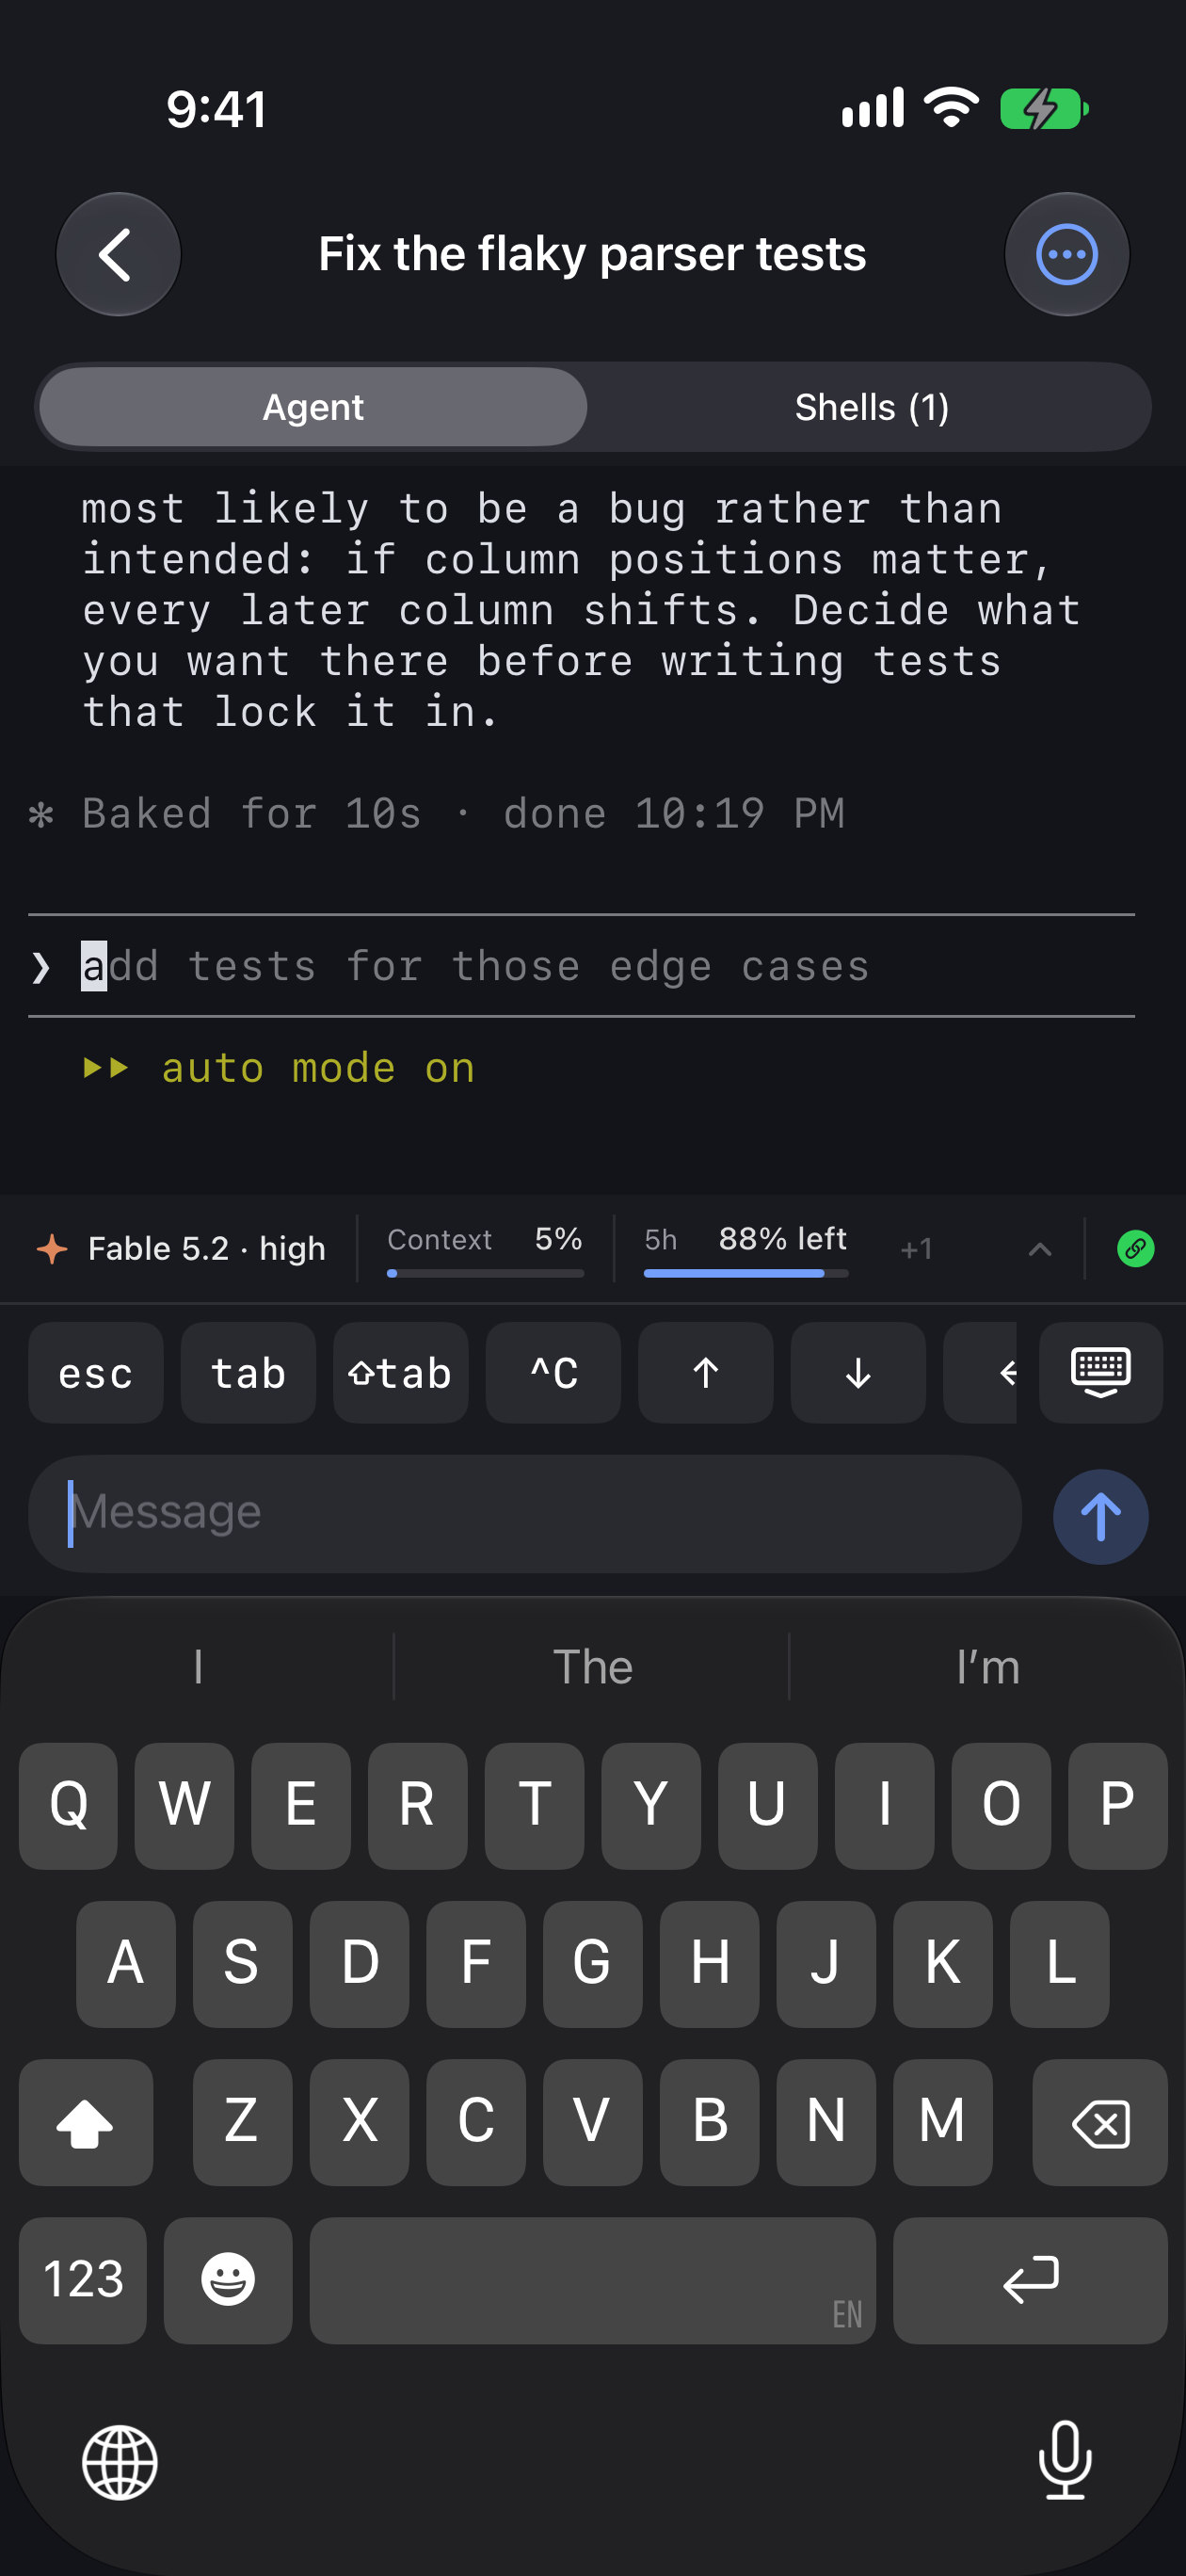 9:41
Fix the flaky parser tests
Agent
Shells (1)
most likely to be a bug rather than
intended: if column positions matter,
every later column shifts. Decide what
you want there before writing tests
that lock it in.
✻ Baked for 10s · done 10:19 PM
❯ add tests for those edge cases
▶▶ auto mode on
Fable 5.2 · high
Context 5%
5h 88% left
+1
esc tab ⇧tab ^C ↑ ↓
Message
I The I’m
Q W E R T Y U I O P
A S D F G H J K L
Z X C V B N M
123
EN